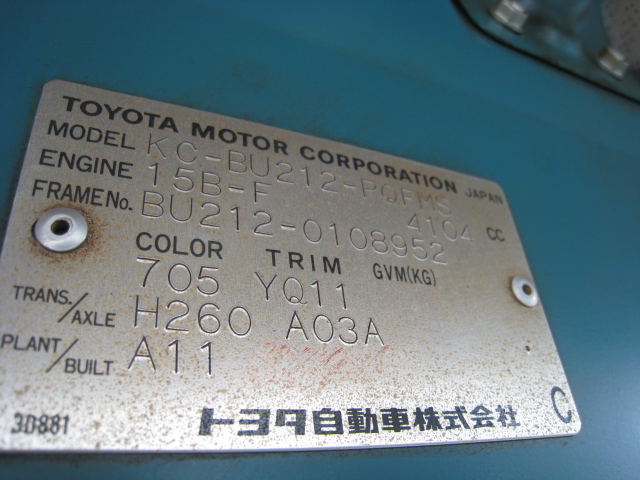 TOYOTA MOTOR CORPORATION JAPAN
MODEL KC-BU212-PQFMS
ENGINE 15B-F 4104 CC
FRAME No. BU212-0108952
COLOR TRIM GVM(KG)
705 YQ11
TRANS./AXLE H260 A03A
PLANT/BUILT A11
3D881 トヨタ自動車株式会社 C